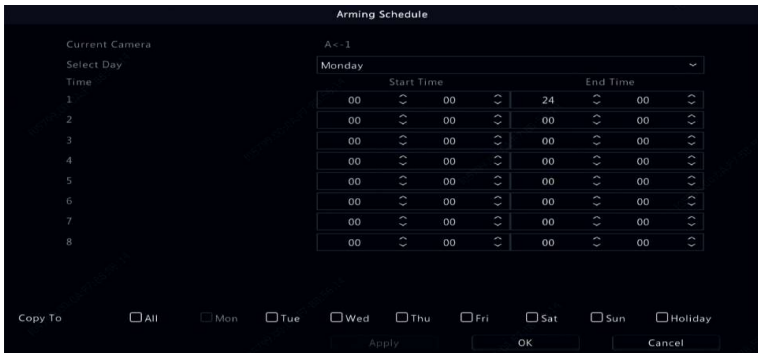 Arming Schedule
Current Camera A<-1
Select Day Monday
Time Start Time End Time
1 00 00 24 00
2 00 00 00 00
3 00 00 00 00
4 00 00 00 00
5 00 00 00 00
6 00 00 00 00
7 00 00 00 00
8 00 00 00 00
Copy To All Mon Tue Wed Thu Fri Sat Sun Holiday
Apply OK Cancel